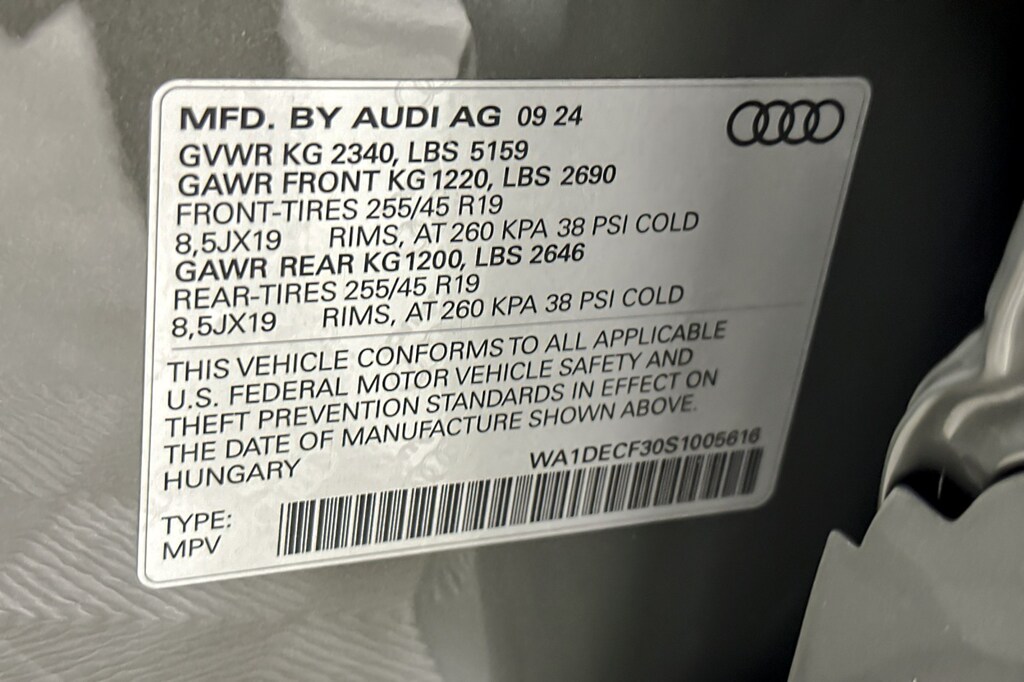 MFD. BY AUDI AG 09 24
GVWR KG 2340, LBS 5159
GAWR FRONT KG 1220, LBS 2690
FRONT-TIRES 255/45 R19
8,5JX19 RIMS, AT 260 KPA 38 PSI COLD
GAWR REAR KG 1200, LBS 2646
REAR-TIRES 255/45 R19
8,5JX19 RIMS, AT 260 KPA 38 PSI COLD
THIS VEHICLE CONFORMS TO ALL APPLICABLE
U.S. FEDERAL MOTOR VEHICLE SAFETY AND
THEFT PREVENTION STANDARDS IN EFFECT ON
THE DATE OF MANUFACTURE SHOWN ABOVE.
HUNGARY
WA1DECF30S1005616
TYPE:
MPV